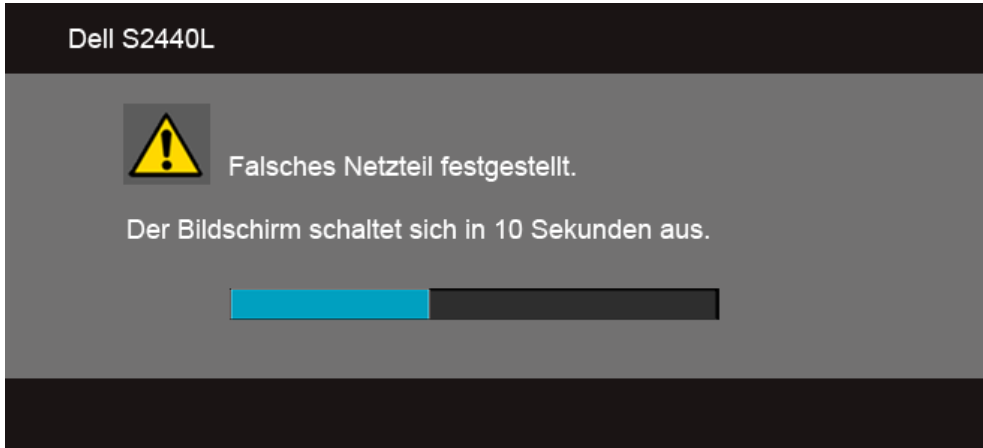 Dell S2440L
Falsches Netzteil festgestellt.
Der Bildschirm schaltet sich in 10 Sekunden aus.